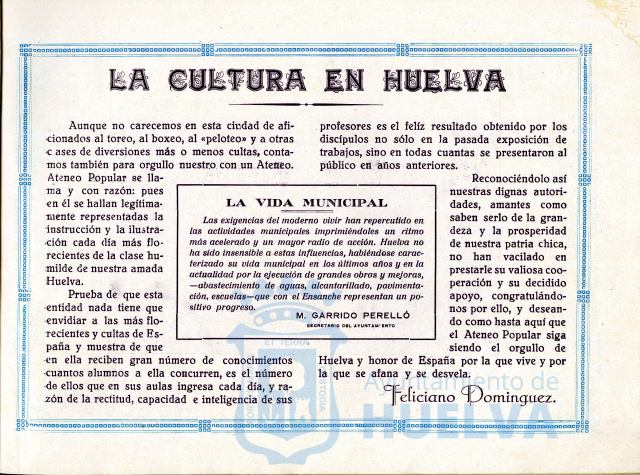 LA CULTURA EN HUELVA
Aunque no carecemos en esta ciudad de afi-
cionados al toreo, al boxeo, al «peloteo» y a otras
c ases de diversiones más o menos cultas, conta-
mos también para orgullo nuestro con un Ateneo.
Ateneo Popular se lla-
ma y con razón: pues
en él se hallan legítima-
mente representadas la
instrucción y la ilustra-
ción cada día más flo-
recientes de la clase hu-
milde de nuestra amada
Huelva.
Prueba de que esta
entidad nada tiene que
envidiar a las más flo-
recientes y cultas de Es-
paña y muestra de que
en ella reciben gran número de conocimientos
cuantos alumnos a ella concurren, es el número
de ellos que en sus aulas ingresa cada día, y ra-
zón de la rectitud, capacidad e inteligencia de sus
profesores es el felíz resultado obtenido por los
discípulos no sólo en la pasada exposición de
trabajos, sino en todas cuantas se presentaron al
público en años anteriores.
Reconociéndolo así
nuestras dignas autori-
dades, amantes como
saben serlo de la gran-
deza y la prosperidad
de nuestra patria chica,
no han vacilado en
prestarle su valiosa coo-
peración y su decidido
apoyo, congratulándo-
nos por ello, y desean-
do como hasta aquí que
el Ateneo Popular siga
siendo el orgullo de
Huelva y honor de España por la que vive y por
la que se afana y se desvela.
Feliciano Dominguez.
LA VIDA MUNICIPAL
Las exigencias del moderno vivir han repercutido en
las actividades municipales imprimiéndoles un ritmo
más acelerado y un mayor radio de acción. Huelva no
ha sido insensible a estas influencias, habiéndose carac-
terizado su vida municipal en los últimos años y en la
actualidad por la ejecución de grandes obras y mejoras,
—abastecimiento de aguas, alcantarillado, pavimenta-
ción, escuelas—que con el Ensanche representan un po-
sitivo progreso.
M. GARRIDO PERELLÓ
SECRETARIO DEL AYUNTAM ENTO
Ayuntamiento de
HUELVA
ET TERRA
CUSTODIA